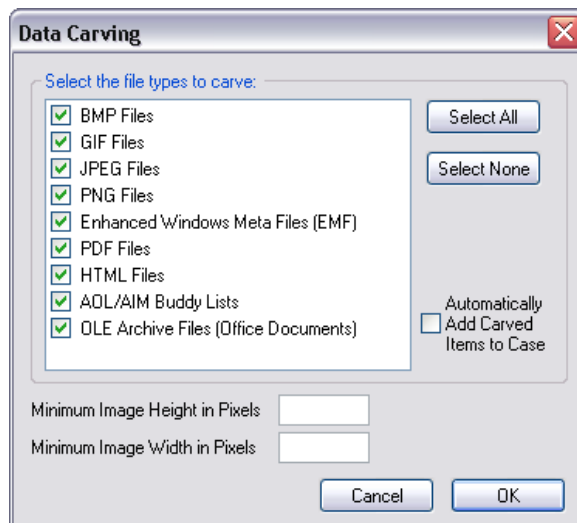 Data Carving
Select the file types to carve:
BMP Files
GIF Files
JPEG Files
PNG Files
Enhanced Windows Meta Files (EMF)
PDF Files
HTML Files
AOL/AIM Buddy Lists
OLE Archive Files (Office Documents)
Select All
Select None
Automatically
Add Carved
Items to Case
Minimum Image Height in Pixels
Minimum Image Width in Pixels
Cancel
OK